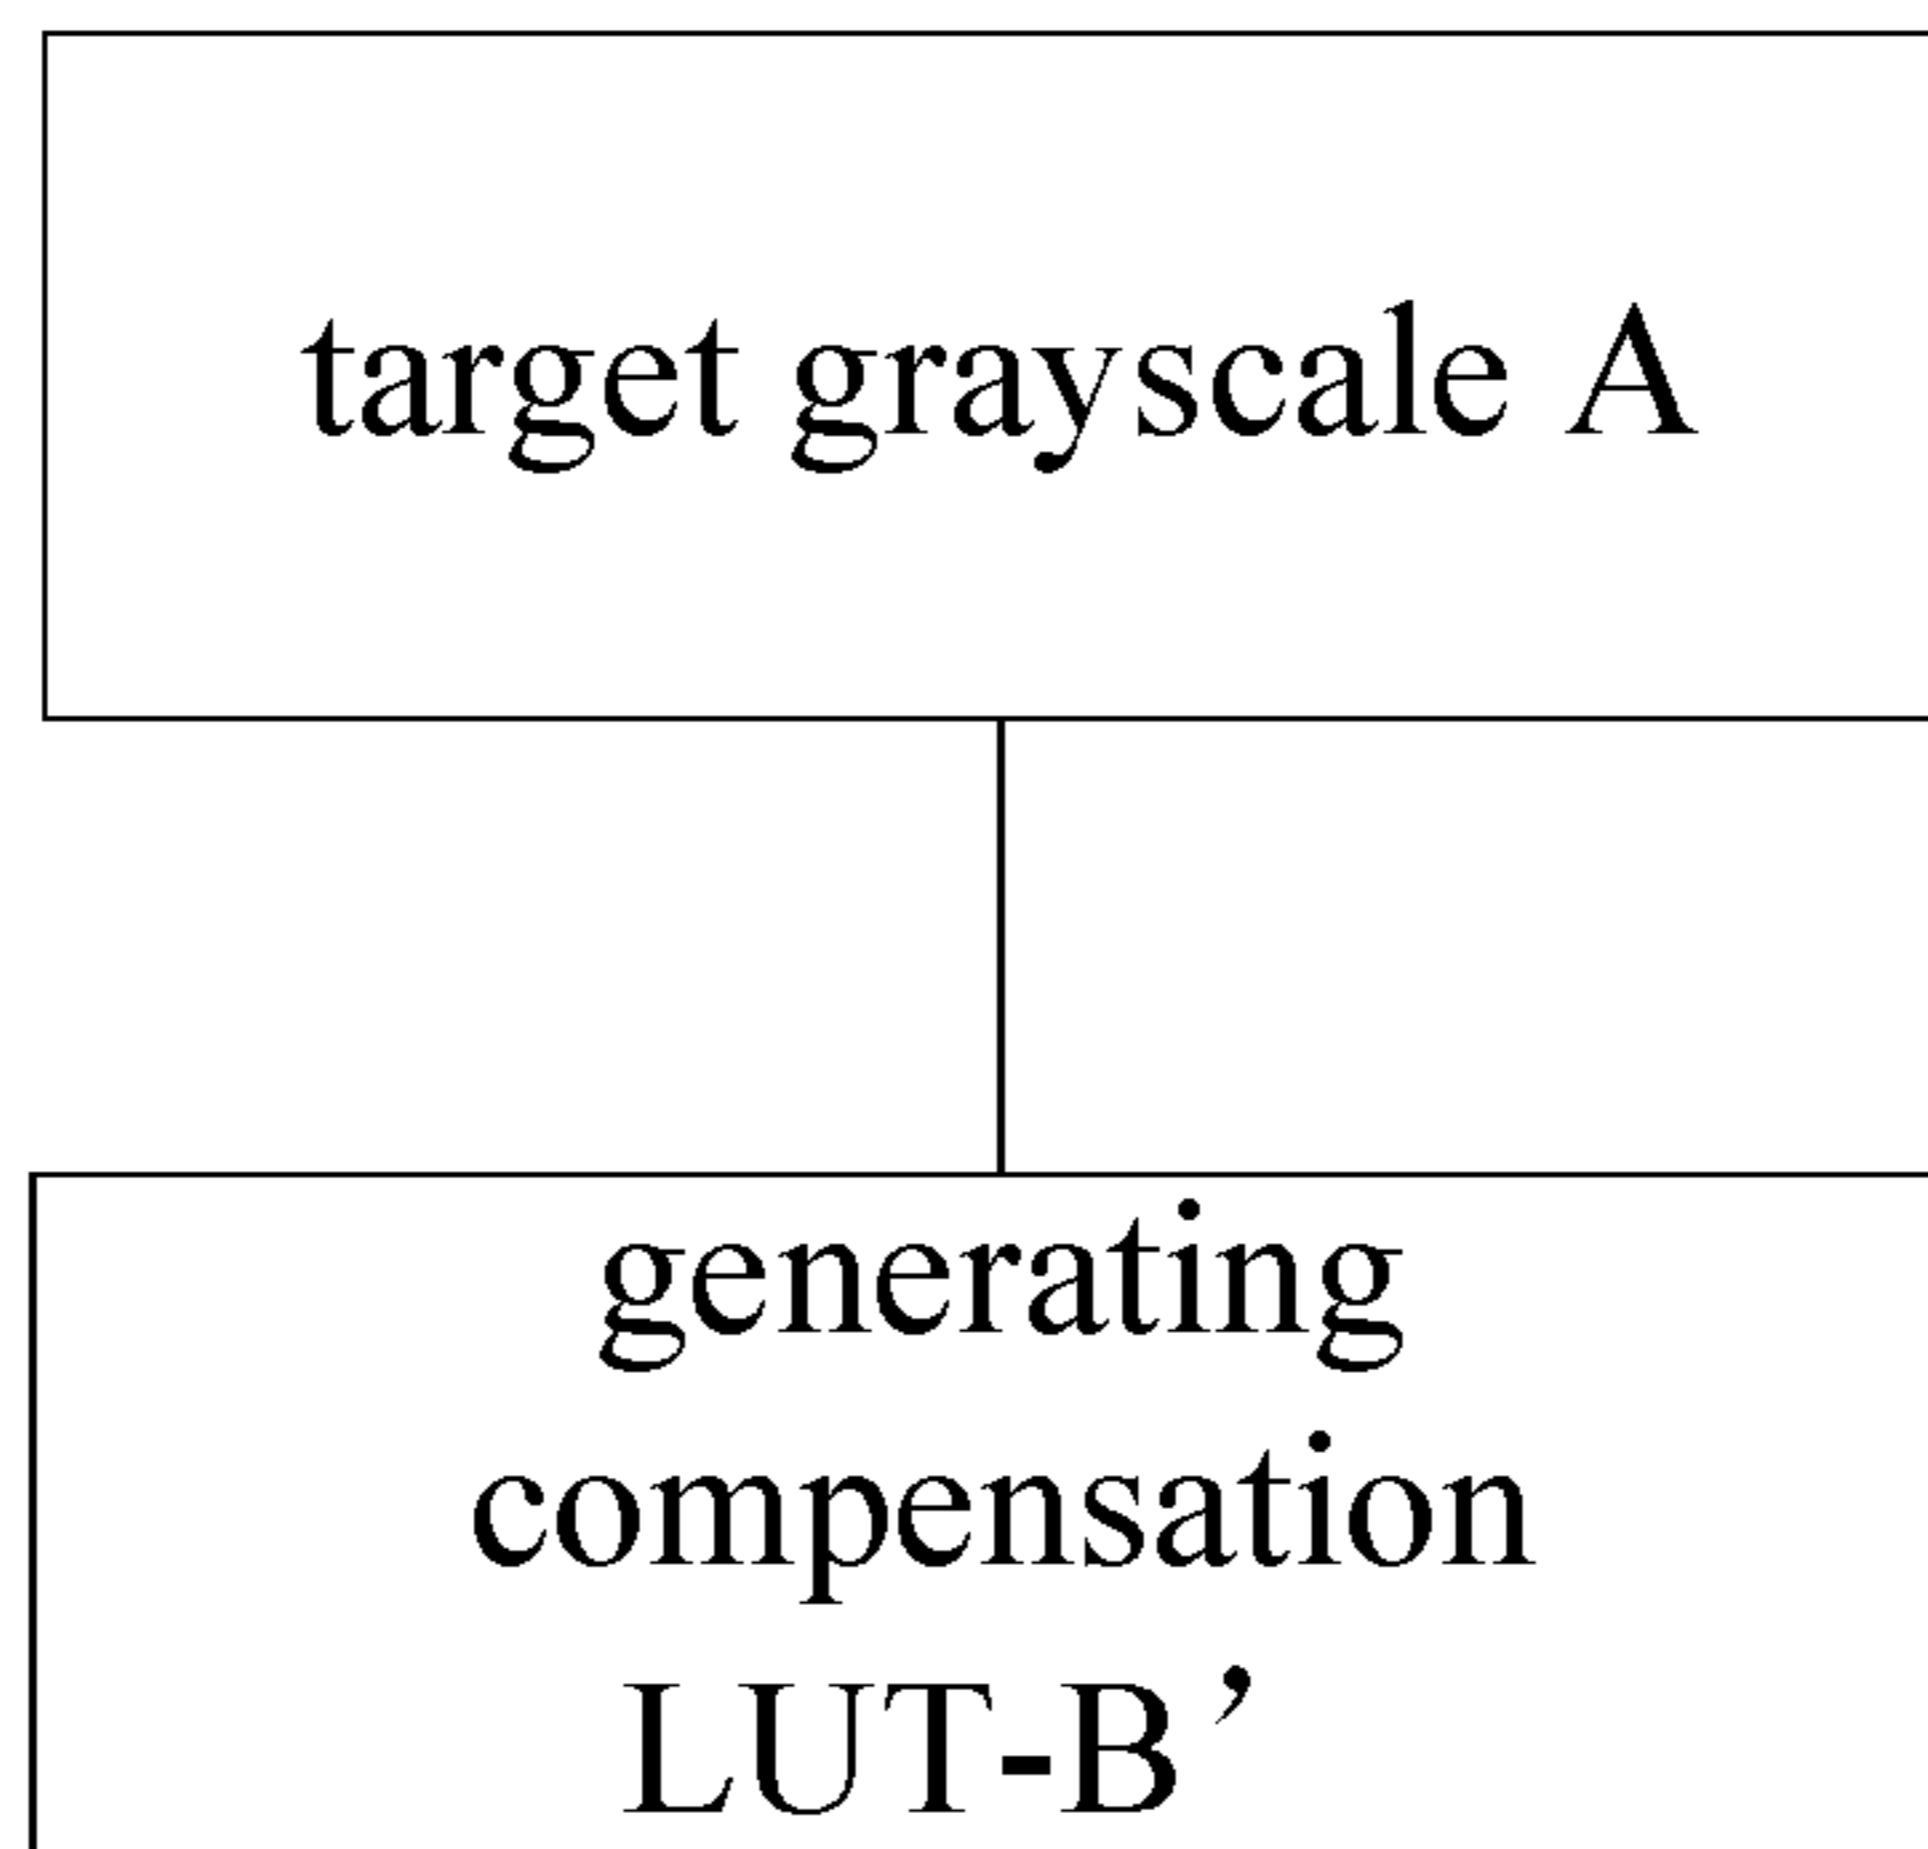 target grayscale A
generating
compensation
LUT-B’